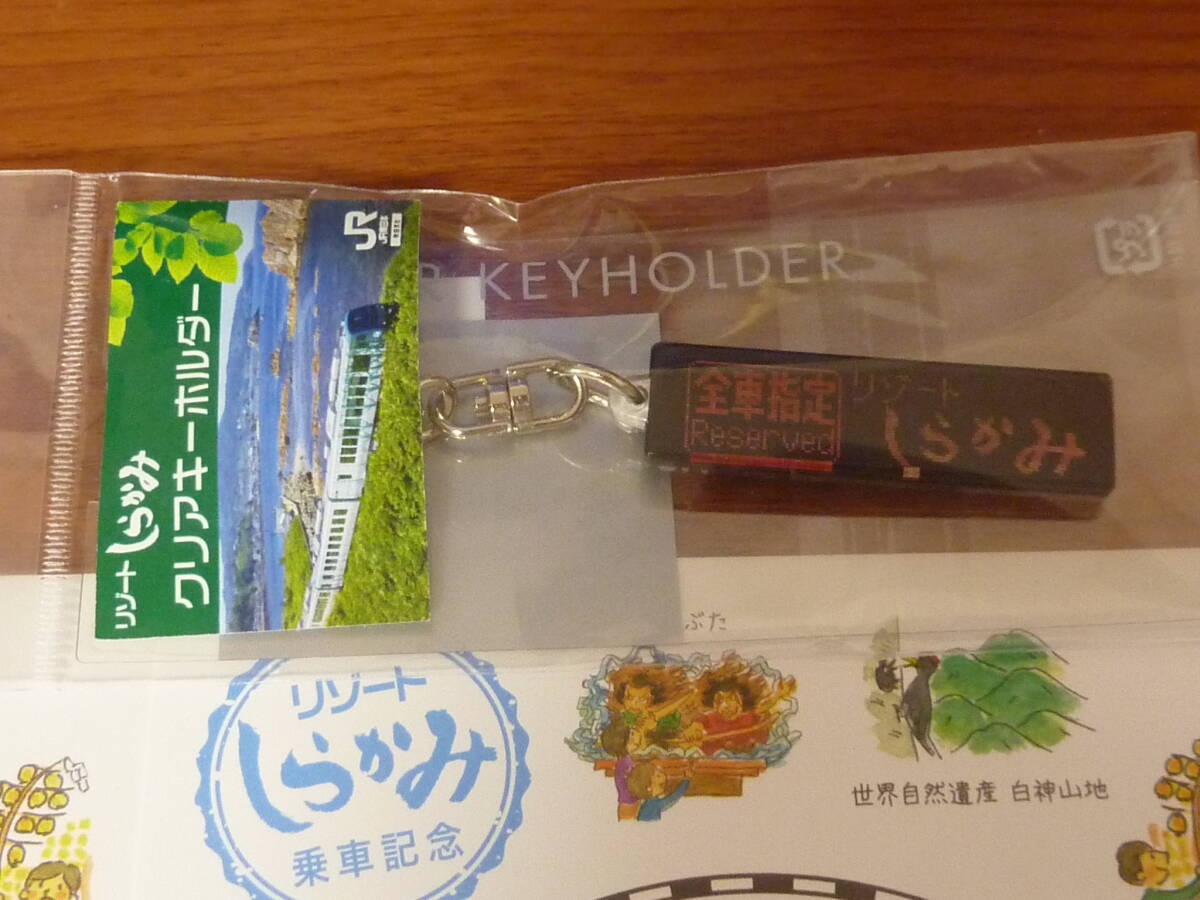 リゾート しらかみ
クリアキーホルダー
JR
KEYHOLDER
プラ
全車指定
Reserved
リゾート
しらかみ
ぶた
リゾート
しらかみ
乗車記念
世界自然遺産 白神山地